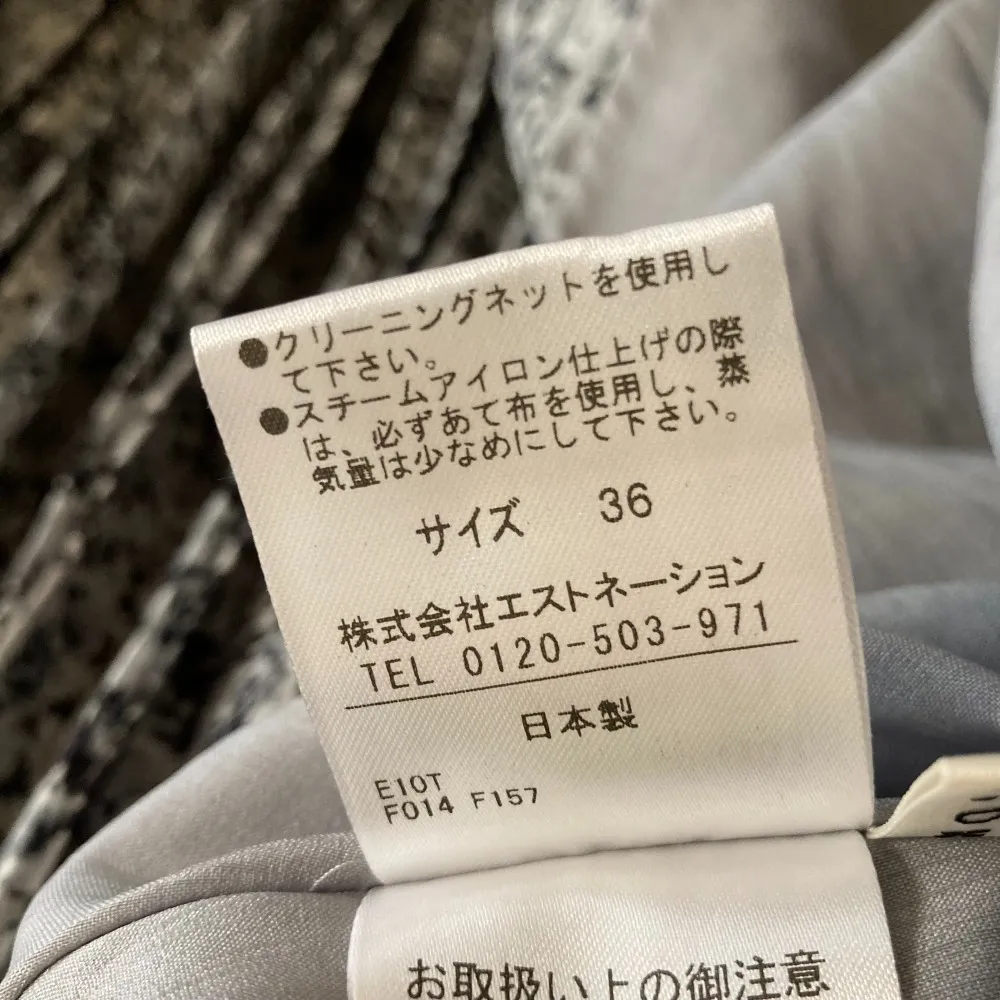 ●クリーニングネットを使用し
て下さい。
●スチームアイロン仕上げの際
は、必ずあて布を使用し、蒸
気量は少なめにして下さい。
サイズ 36
株式会社エストネーション
TEL 0120-503-971
日本製
E10T
F014 F157
お取扱い上の御注意